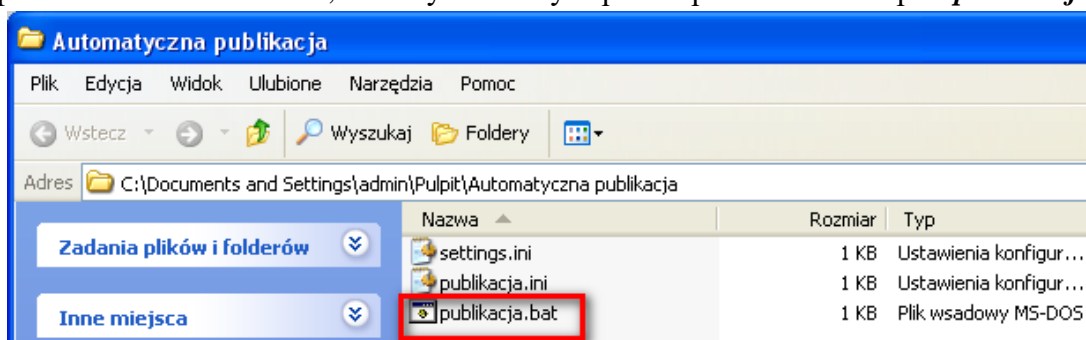 Automatyczna publikacja
Plik Edycja Widok Ulubione Narzędzia Pomoc
Wstecz Wyszukaj Foldery
Adres C:\Documents and Settings\admin\Pulpit\Automatyczna publikacja
Nazwa Rozmiar Typ
Zadania plików i folderów
settings.ini 1 KB Ustawienia konfigur...
publikacja.ini 1 KB Ustawienia konfigur...
Inne miejsca
publikacja.bat 1 KB Plik wsadowy MS-DOS